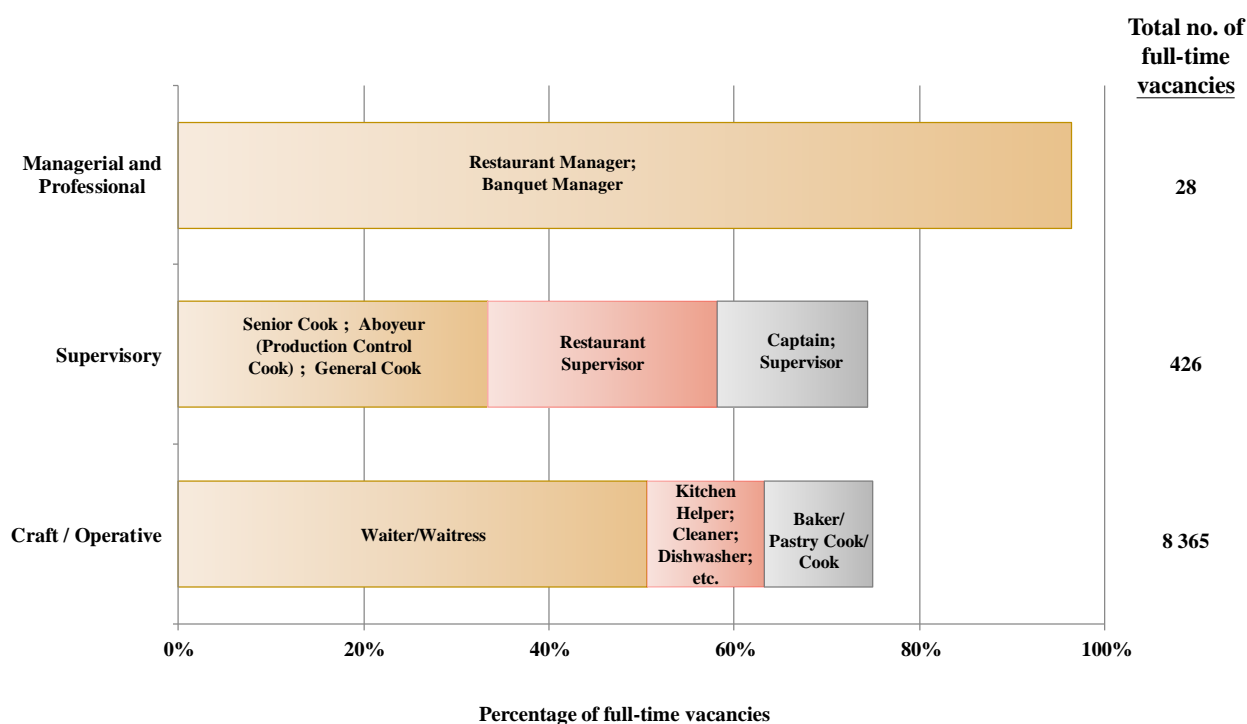 Total no. of
full-time
vacancies
Managerial and
Professional
Restaurant Manager;
Banquet Manager
28
Supervisory
Senior Cook ; Aboyeur
(Production Control
Cook) ; General Cook
Restaurant
Supervisor
Captain;
Supervisor
426
Craft / Operative
Waiter/Waitress
Kitchen
Helper;
Cleaner;
Dishwasher;
etc.
Baker/
Pastry Cook/
Cook
8 365
0% 20% 40% 60% 80% 100%
Percentage of full-time vacancies